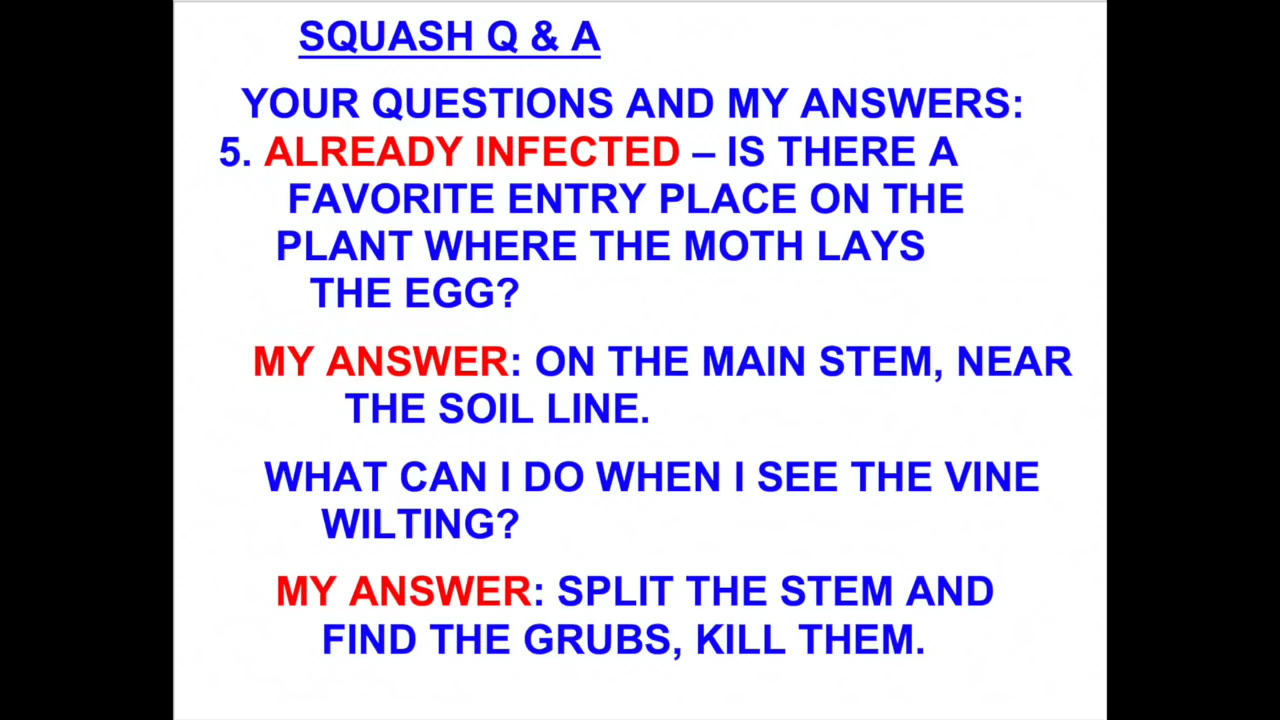 SQUASH Q & A
YOUR QUESTIONS AND MY ANSWERS:
5. ALREADY INFECTED – IS THERE A
FAVORITE ENTRY PLACE ON THE
PLANT WHERE THE MOTH LAYS
THE EGG?
MY ANSWER: ON THE MAIN STEM, NEAR
THE SOIL LINE.
WHAT CAN I DO WHEN I SEE THE VINE
WILTING?
MY ANSWER: SPLIT THE STEM AND
FIND THE GRUBS, KILL THEM.